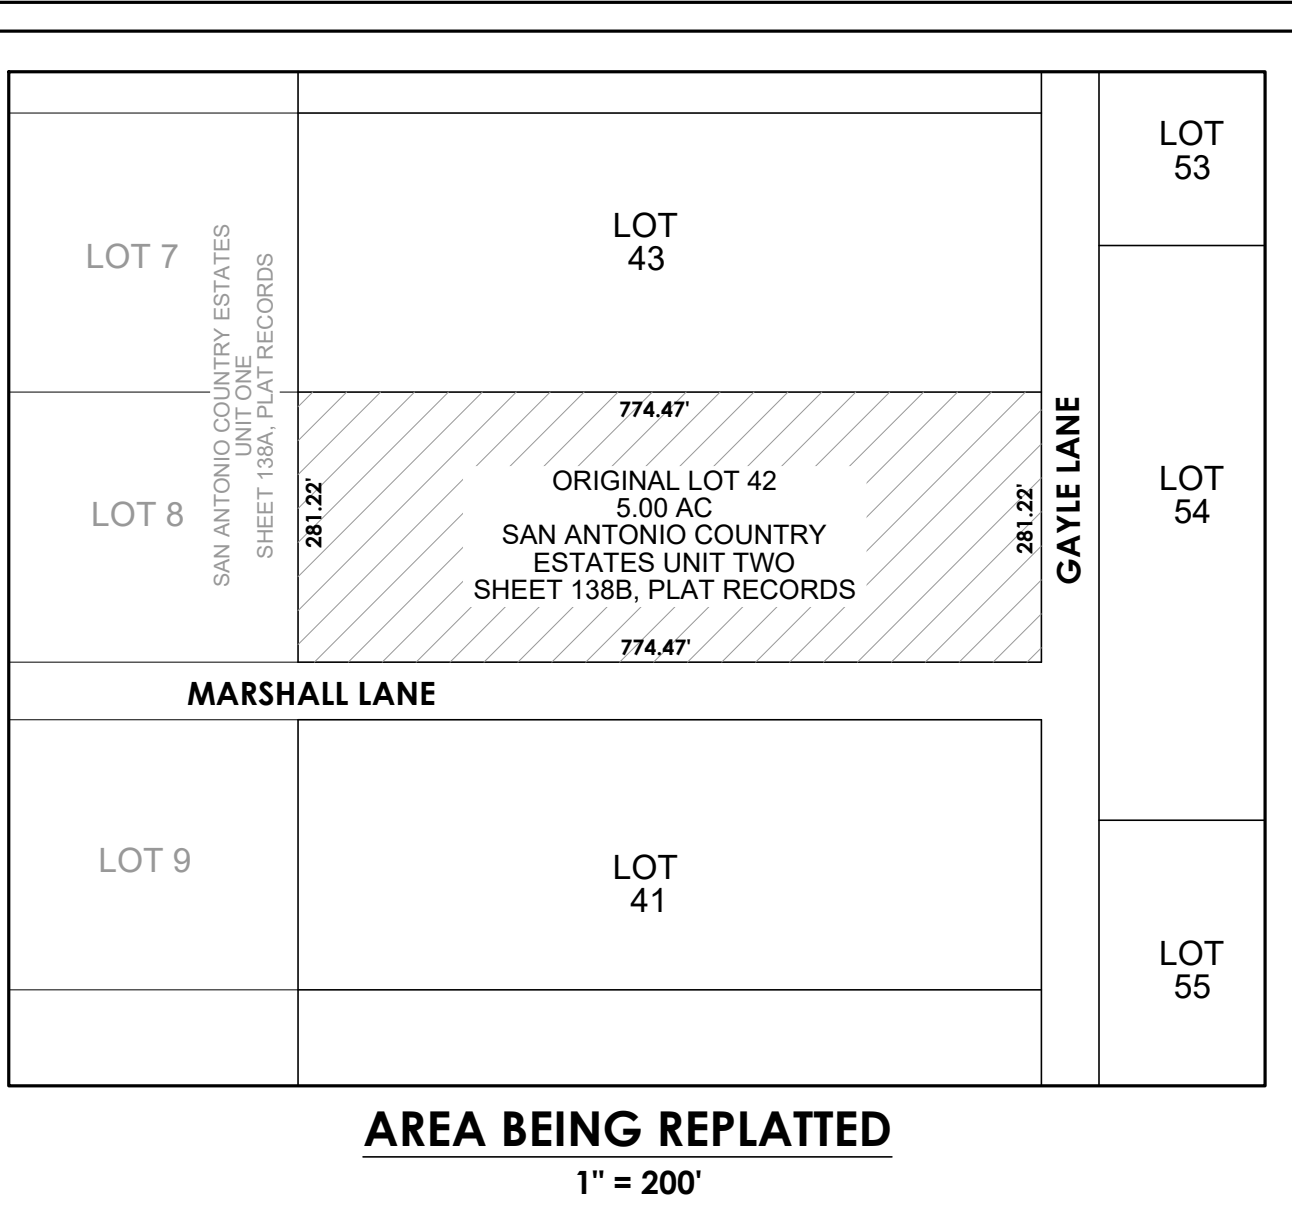 LOT
53
LOT
43
LOT 7
SAN ANTONIO COUNTRY ESTATES
UNIT ONE
SHEET 138A, PLAT RECORDS
774.47'
281.22'
ORIGINAL LOT 42
5.00 AC
SAN ANTONIO COUNTRY
ESTATES UNIT TWO
SHEET 138B, PLAT RECORDS
281.22'
GAYLE LANE
LOT
54
LOT 8
774.47'
MARSHALL LANE
LOT 9
LOT
41
LOT
55
AREA BEING REPLATTED
1" = 200'